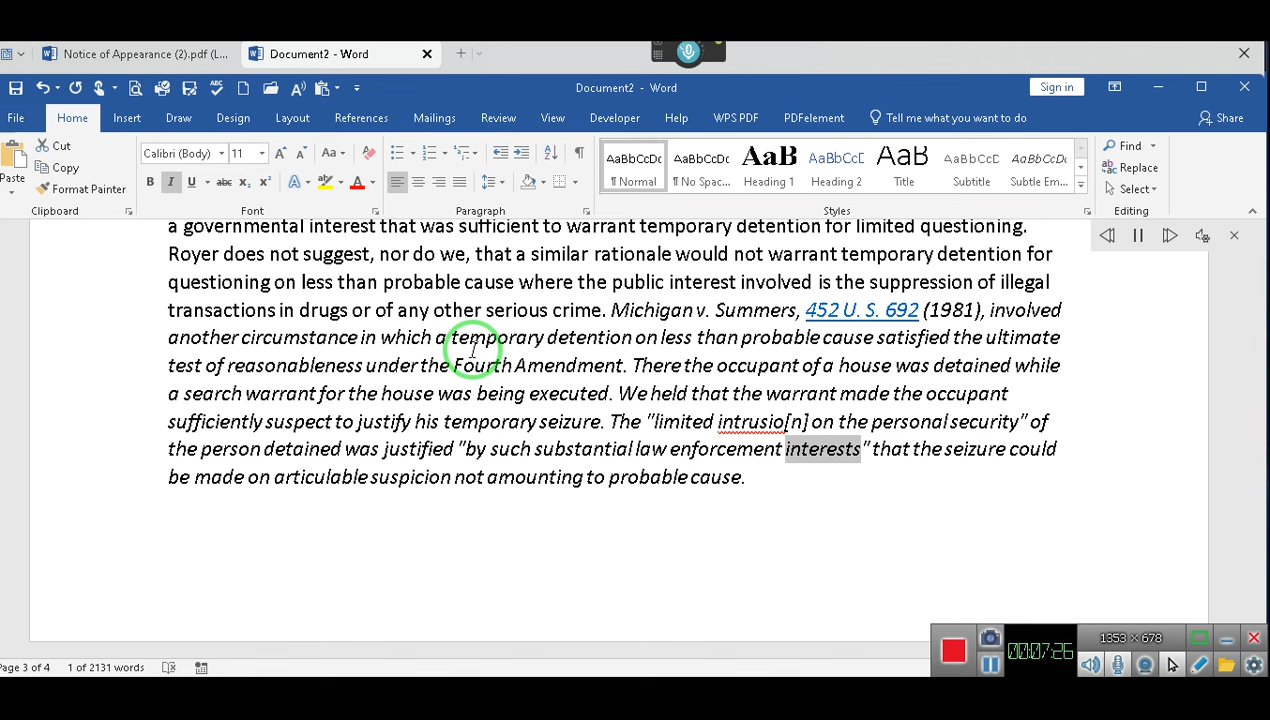 Notice of Appearance (2).pdf (L...
Document2 - Word
Document2 - Word
Sign in
File Home Insert Draw Design Layout References Mailings Review View Developer Help WPS PDF PDFelement Tell me what you want to do Share
Paste
Cut
Copy
Format Painter
Clipboard
Calibri (Body) 11
Font
Paragraph
AaBbCcDc AaBbCcDc AaB AaBbCcD AaB AaBbCcD AaBbCcDc
¶ Normal ¶ No Spac... Heading 1 Heading 2 Title Subtitle Subtle Em...
Styles
Find
Replace
Select
Editing
a governmental interest that was sufficient to warrant temporary detention for limited questioning.
Royer does not suggest, nor do we, that a similar rationale would not warrant temporary detention for
questioning on less than probable cause where the public interest involved is the suppression of illegal
transactions in drugs or of any other serious crime. Michigan v. Summers, 452 U. S. 692 (1981), involved
another circumstance in which a temporary detention on less than probable cause satisfied the ultimate
test of reasonableness under the Fourth Amendment. There the occupant of a house was detained while
a search warrant for the house was being executed. We held that the warrant made the occupant
sufficiently suspect to justify his temporary seizure. The "limited intrusio[n] on the personal security" of
the person detained was justified "by such substantial law enforcement interests" that the seizure could
be made on articulable suspicion not amounting to probable cause.
Page 3 of 4 1 of 2131 words
00:07:26
1353 × 678